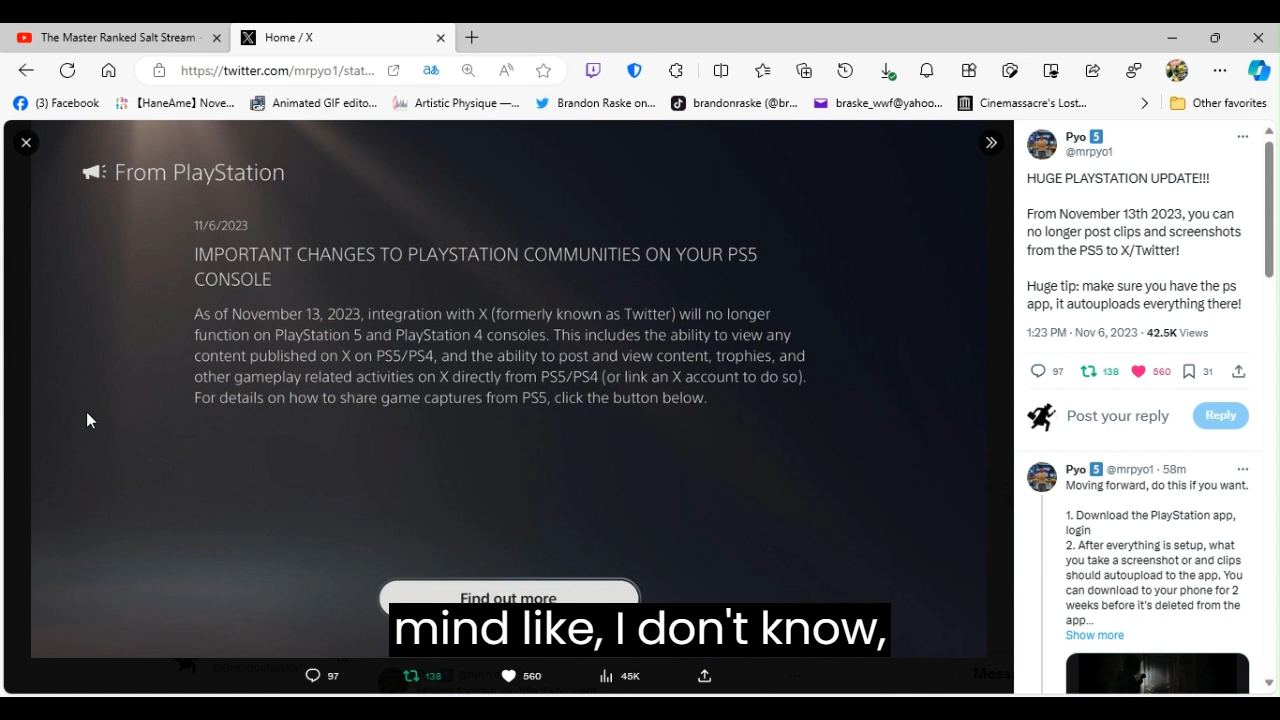 The Master Ranked Salt Stream
Home / X
https://twitter.com/mrpyo1/stat...
(3) Facebook
【HaneAme】Nove...
Animated GIF edito...
Artistic Physique —...
Brandon Raske on...
brandonraske (@br...
braske_wwf@yahoo...
Cinemassacre's Lost...
Other favorites
From PlayStation
11/6/2023
IMPORTANT CHANGES TO PLAYSTATION COMMUNITIES ON YOUR PS5
CONSOLE
As of November 13, 2023, integration with X (formerly known as Twitter) will no longer
function on PlayStation 5 and PlayStation 4 consoles. This includes the ability to view any
content published on X on PS5/PS4, and the ability to post and view content, trophies, and
other gameplay related activities on X directly from PS5/PS4 (or link an X account to do so).
For details on how to share game captures from PS5, click the button below.
Find out more
mind like, I don't know,
97
138
560
45K
Pyo 5
@mrpyo1
HUGE PLAYSTATION UPDATE!!!
From November 13th 2023, you can
no longer post clips and screenshots
from the PS5 to X/Twitter!
Huge tip: make sure you have the ps
app, it autouploads everything there!
1:23 PM · Nov 6, 2023 · 42.5K Views
97
138
560
31
Post your reply
Reply
Pyo 5 @mrpyo1 · 58m
Moving forward, do this if you want.
1. Download the PlayStation app,
login
2. After everything is setup, what
you take a screenshot or and clips
should autoupload to the app. You
can download to your phone for 2
weeks before it's deleted from the
app...
Show more